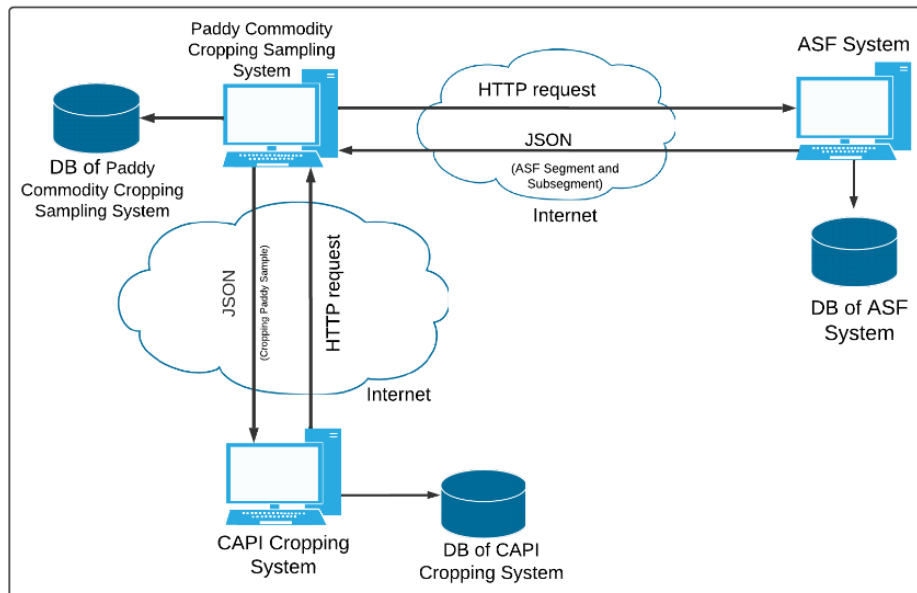 Paddy Commodity
Cropping Sampling
System
ASF System
HTTP request
JSON
(ASF Segment and
Subsegment)
Internet
DB of Paddy
Commodity Cropping
Sampling System
DB of ASF
System
JSON
(Cropping Paddy Sample)
HTTP request
Internet
CAPI Cropping
System
DB of CAPI
Cropping System